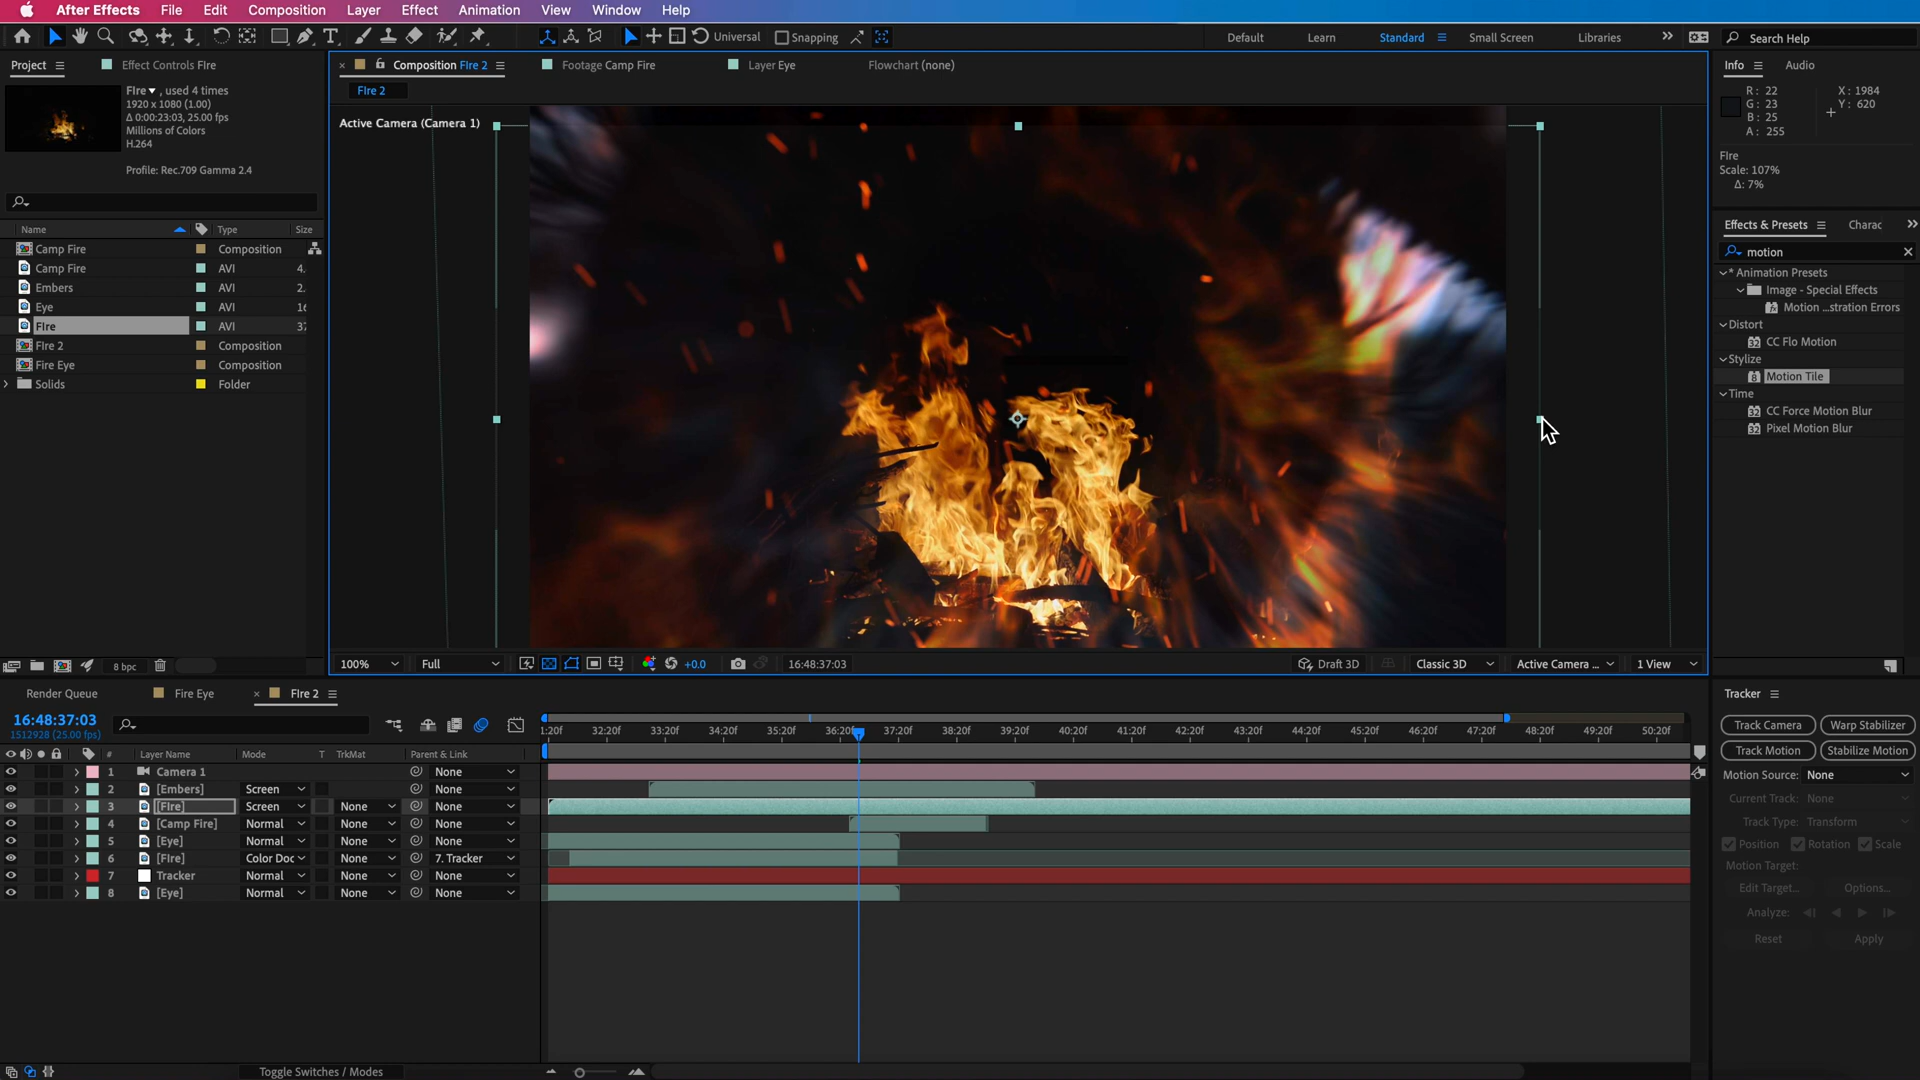 After Effects File Edit Composition Layer Effect Animation View Window Help
Universal Snapping Default Learn Standard Small Screen Libraries Search Help
Project Effect Controls FIre Composition FIre 2 Footage Camp Fire Layer Eye Flowchart (none) Info Audio
FIre , used 4 times
1920 x 1080 (1.00)
Δ 0:00:23:03, 25.00 fps
Millions of Colors
H.264
Profile: Rec.709 Gamma 2.4
FIre 2
Active Camera (Camera 1)
R: 22 X: 1984
G: 23 Y: 620
B: 25
A: 255
FIre
Scale: 107%
Δ: 7%
Name Type Size
Camp Fire Composition
Camp Fire AVI 4.
Embers AVI 2.
Eye AVI 16
FIre AVI 37
FIre 2 Composition
Fire Eye Composition
Solids Folder
8 bpc
Effects & Presets Charac
motion
* Animation Presets
Image - Special Effects
Motion ...stration Errors
Distort
CC Flo Motion
Stylize
Motion Tile
Time
CC Force Motion Blur
Pixel Motion Blur
100% Full +0.0 16:48:37:03 Draft 3D Classic 3D Active Camera ... 1 View
Render Queue Fire Eye FIre 2
16:48:37:03
1512928 (25.00 fps)
1:20f 32:20f 33:20f 34:20f 35:20f 36:20f 37:20f 38:20f 39:20f 40:20f 41:20f 42:20f 43:20f 44:20f 45:20f 46:20f 47:20f 48:20f 49:20f 50:20f
# Layer Name Mode T TrkMat Parent & Link
1 Camera 1 None
2 [Embers] Screen None
3 [FIre] Screen None None
4 [Camp Fire] Normal None None
5 [Eye] Normal None None
6 [FIre] Color Doc None 7. Tracker
7 Tracker Normal None None
8 [Eye] Normal None None
Toggle Switches / Modes
Tracker
Track Camera Warp Stabilizer
Track Motion Stabilize Motion
Motion Source: None
Current Track: None
Track Type: Transform
Position Rotation Scale
Motion Target:
Edit Target... Options...
Analyze:
Reset Apply